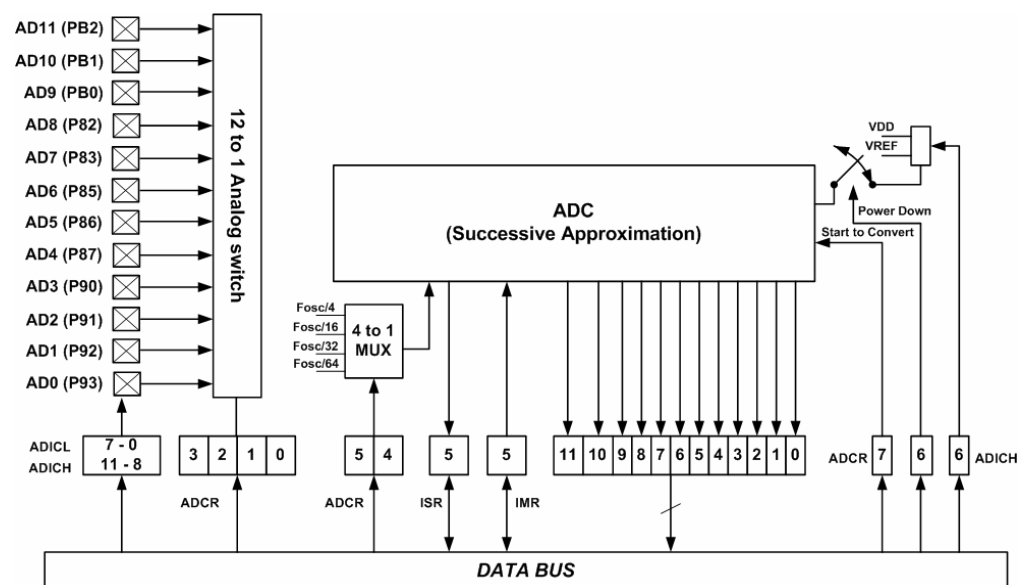 AD11 (PB2)
AD10 (PB1)
AD9 (PB0)
AD8 (P82)
AD7 (P83)
AD6 (P85)
AD5 (P86)
AD4 (P87)
AD3 (P90)
AD2 (P91)
AD1 (P92)
AD0 (P93)
12 to 1 Analog switch
ADC
(Successive Approximation)
VDD
VREF
Power Down
Start to Convert
Fosc/4
Fosc/16
Fosc/32
Fosc/64
4 to 1
MUX
ADICL
ADICH
7 - 0
11 - 8
3 2 1 0
ADCR
5 4
ADCR
5
ISR
5
IMR
11 10 9 8 7 6 5 4 3 2 1 0
ADCR 7
6
6 ADICH
DATA BUS